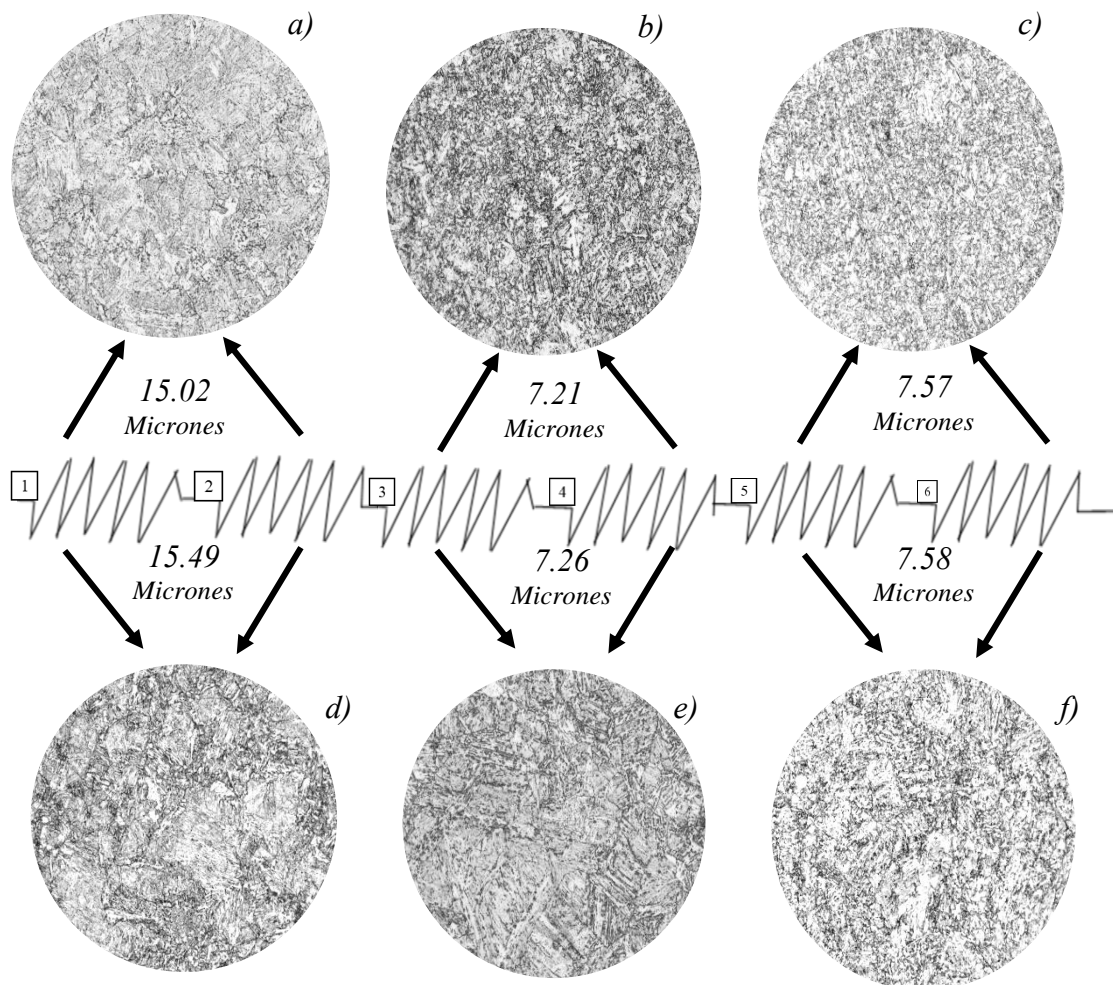 a)
b)
c)
15.02
Micrones
7.21
Micrones
7.57
Micrones
1
2
3
4
5
6
15.49
Micrones
7.26
Micrones
7.58
Micrones
d)
e)
f)